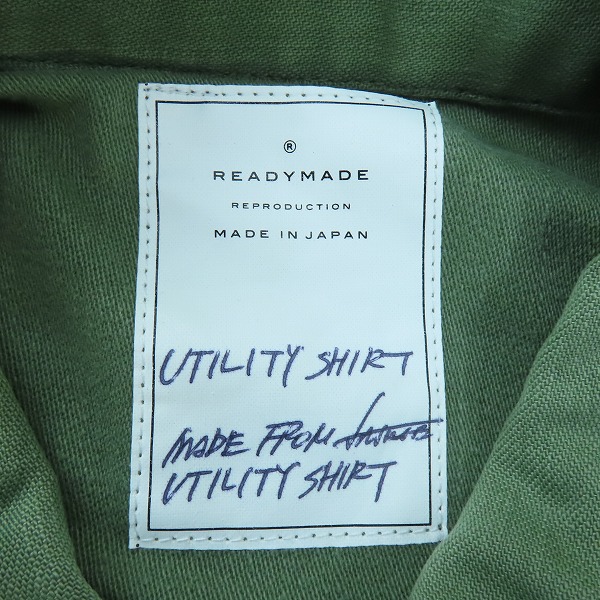 ®
READYMADE
REPRODUCTION
MADE IN JAPAN
UTILITY SHIRT
MADE FROM
UTILITY SHIRT